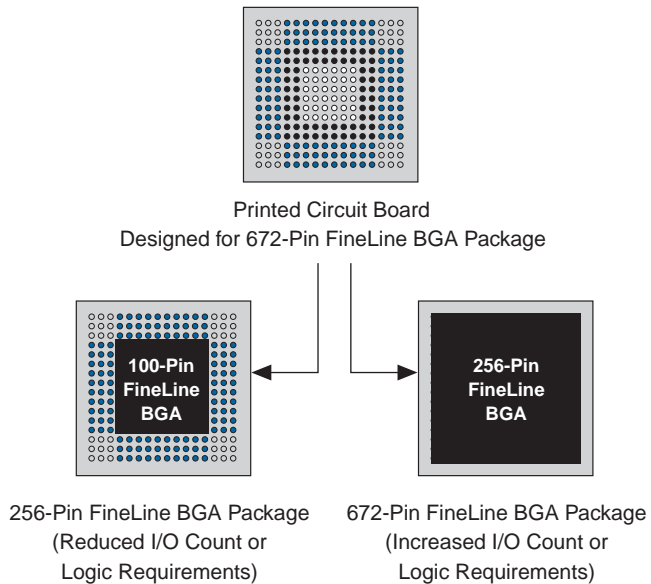 Printed Circuit Board
Designed for 672-Pin FineLine BGA Package
100-Pin
FineLine
BGA
256-Pin
FineLine
BGA
256-Pin FineLine BGA Package
(Reduced I/O Count or
Logic Requirements)
672-Pin FineLine BGA Package
(Increased I/O Count or
Logic Requirements)